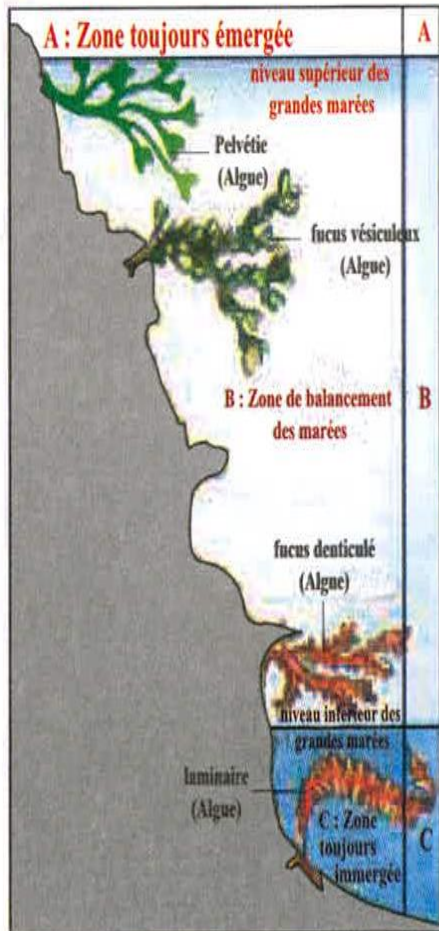 A : Zone toujours émergée
A
niveau supérieur des
grandes marées
Pelvétie
(Algue)
fucus vésiculeux
(Algue)
B : Zone de balancement
des marées
B
fucus denticulé
(Algue)
niveau inférieur des
grandes marées
laminaire
(Algue)
C : Zone
toujours
immergée
C